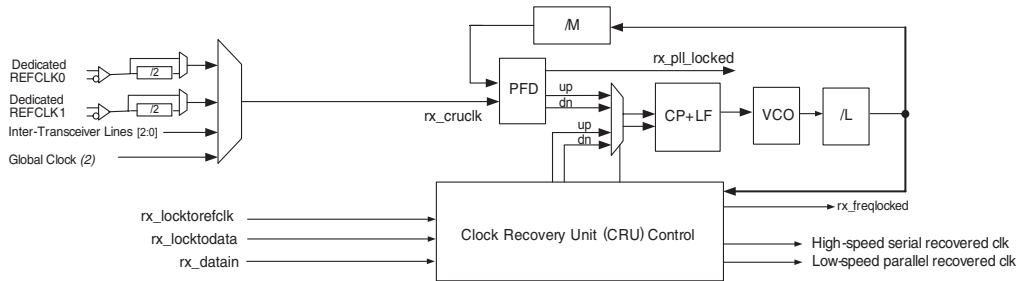 /M
Dedicated
REFCLK0
/2
rx_pll_locked
PFD
up
dn
Dedicated
REFCLK1
/2
rx_cruclk
CP+LF
VCO
/L
up
dn
Inter-Transceiver Lines [2:0]
Global Clock (2)
rx_locktorefclk
rx_locktodata
rx_datain
Clock Recovery Unit (CRU) Control
rx_freqlocked
High-speed serial recovered clk
Low-speed parallel recovered clk